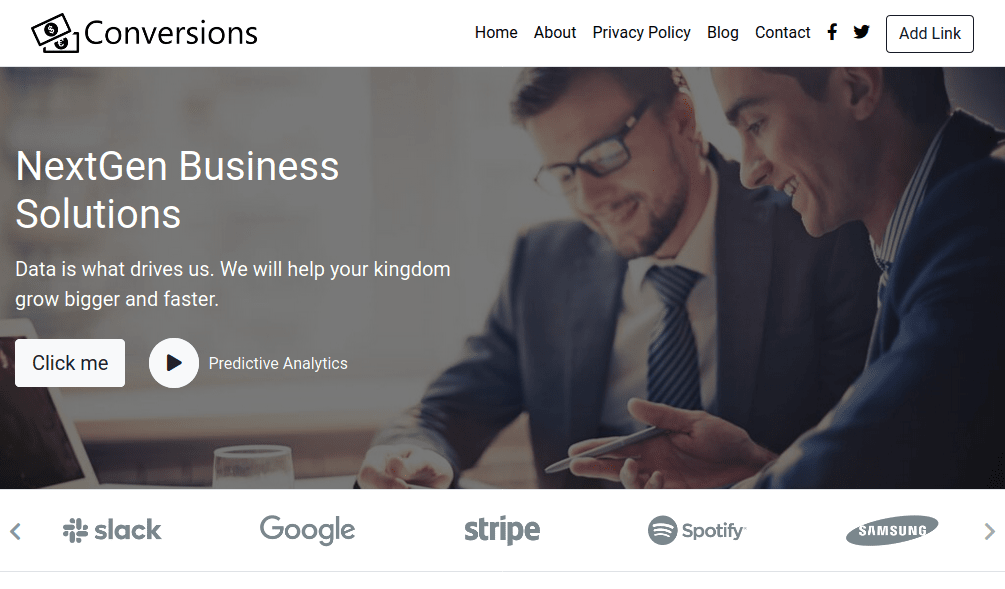 Conversions
Home About Privacy Policy Blog Contact Add Link
NextGen Business
Solutions
Data is what drives us. We will help your kingdom
grow bigger and faster.
Click me Predictive Analytics
slack Google stripe Spotify SAMSUNG